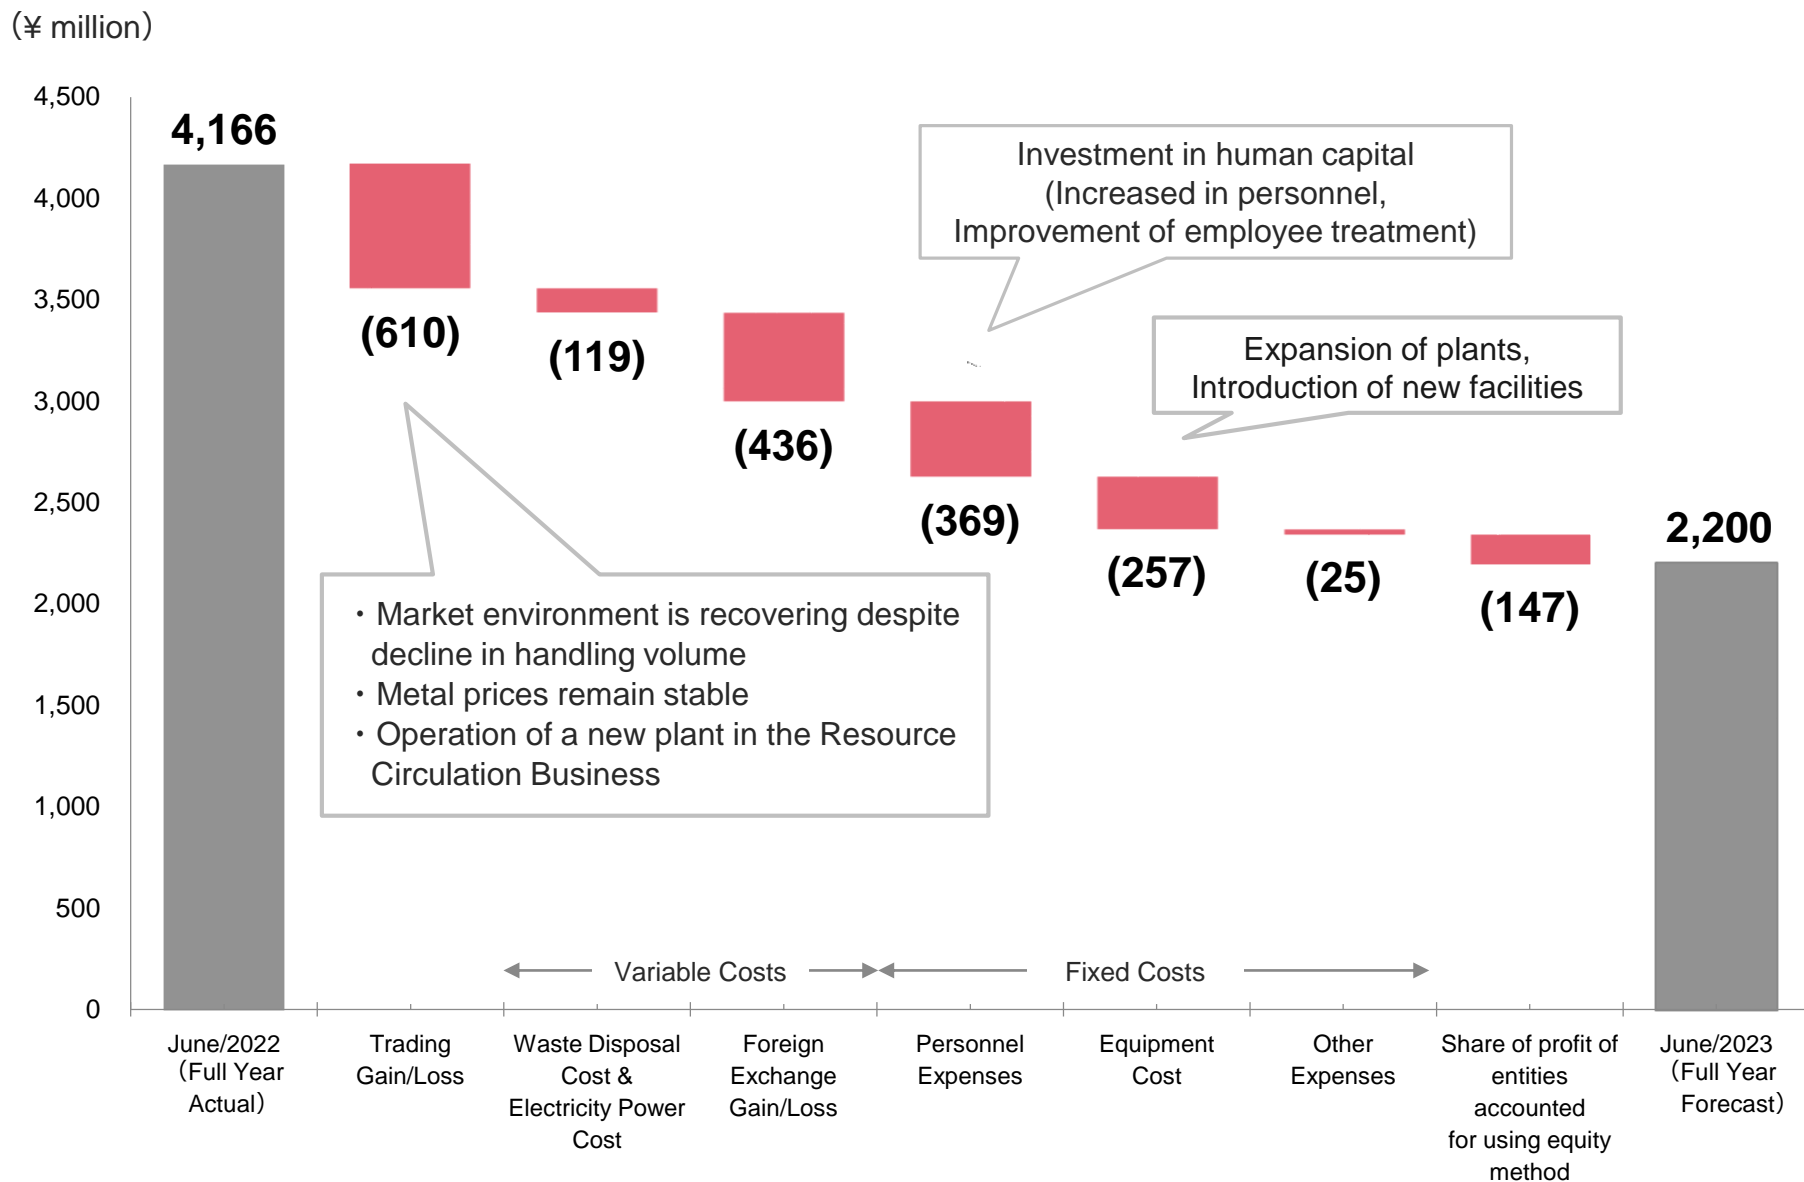 （¥ million）
4,500
4,000
3,500
3,000
2,500
2,000
1,500
1,000
500
0
4,166
(610)
(119)
(436)
(369)
(257)
(25)
(147)
2,200
Investment in human capital
(Increased in personnel,
Improvement of employee treatment)
Expansion of plants,
Introduction of new facilities
・Market environment is recovering despite
decline in handling volume
・Metal prices remain stable
・Operation of a new plant in the Resource
Circulation Business
Variable Costs
Fixed Costs
June/2022
（Full Year
Actual）
Trading
Gain/Loss
Waste Disposal
Cost &
Electricity Power
Cost
Foreign
Exchange
Gain/Loss
Personnel
Expenses
Equipment
Cost
Other
Expenses
Share of profit of
entities
accounted
for using equity
method
June/2023
（Full Year
Forecast）